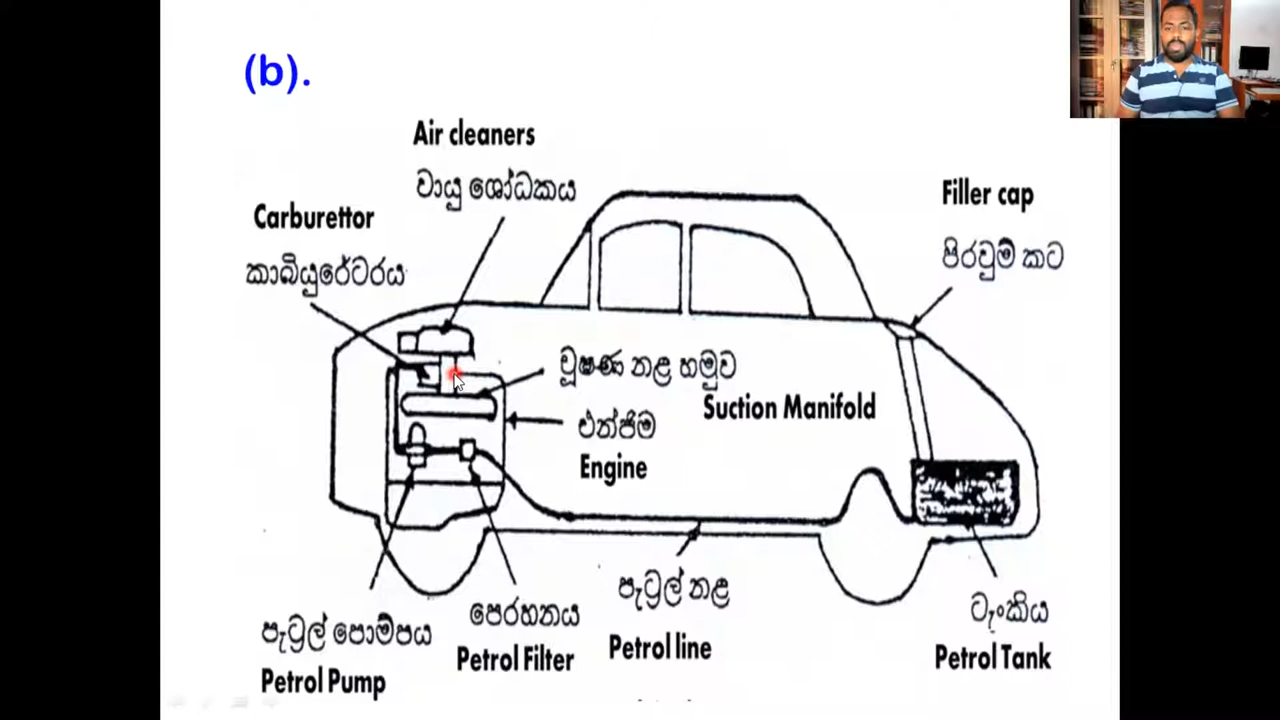 (b).
Air cleaners
වායු ශෝධකය
Carburettor
කාබියුරේටරය
Filler cap
පිරවුම් කට
චූෂණ නළ හමුව
Suction Manifold
එන්ජිම
Engine
පැට්‍රල් නළ
Petrol line
පෙරහනය
Petrol Filter
පැට්‍රල් පොම්පය
Petrol Pump
ටැංකිය
Petrol Tank